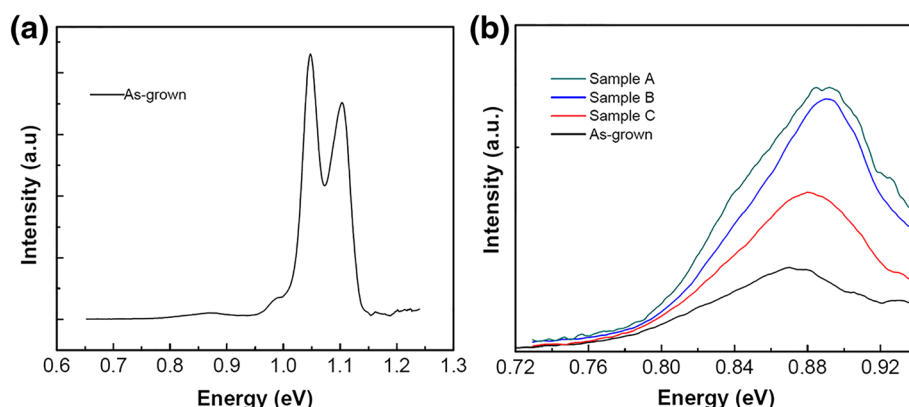 (a)
As-grown
Intensity (a.u)
0.6 0.7 0.8 0.9 1.0 1.1 1.2 1.3
Energy (eV)
(b)
Sample A
Sample B
Sample C
As-grown
Intensity (a.u.)
0.72 0.76 0.80 0.84 0.88 0.92
Energy (eV)